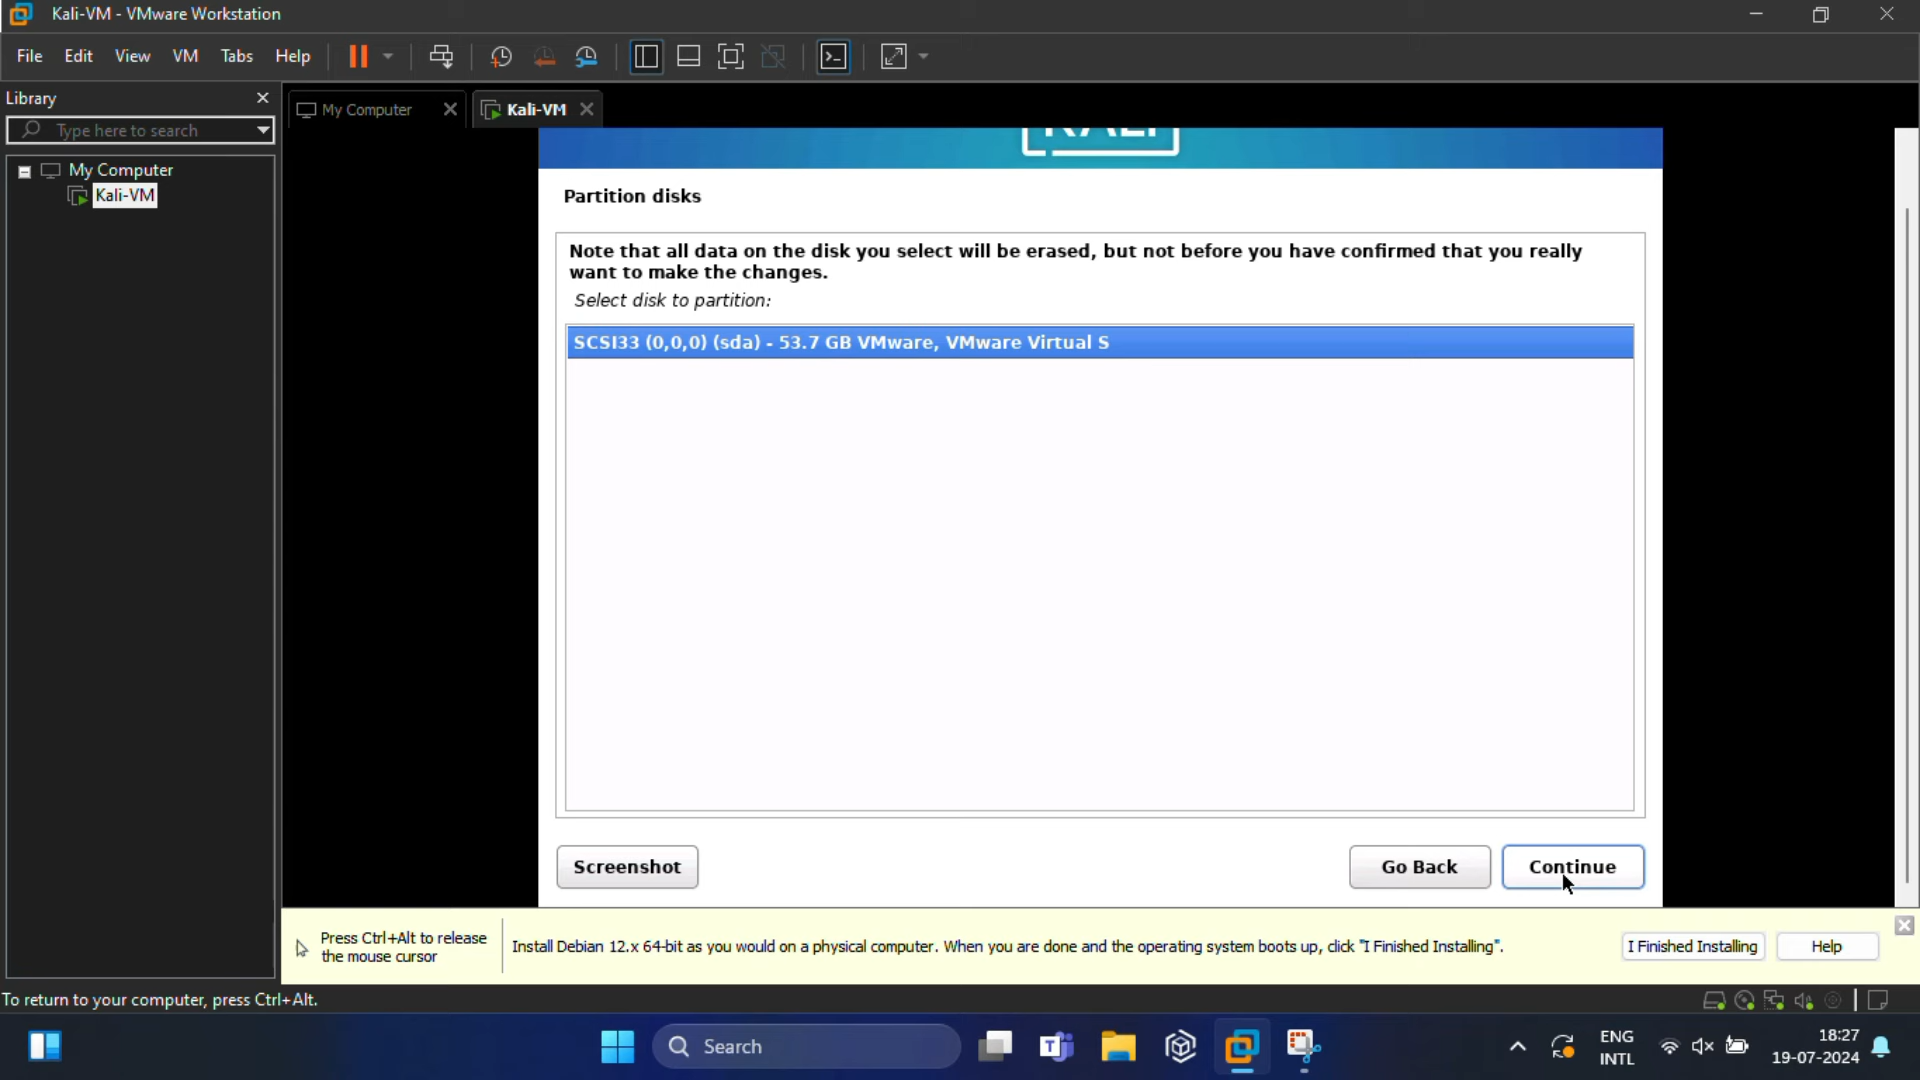 Kali-VM - VMware Workstation
File Edit View VM Tabs Help
Library
Type here to search
My Computer
Kali-VM
My Computer
Kali-VM
KALI
Partition disks
Note that all data on the disk you select will be erased, but not before you have confirmed that you really
want to make the changes.
Select disk to partition:
SCSI33 (0,0,0) (sda) - 53.7 GB VMware, VMware Virtual S
Screenshot
Go Back
Continue
Press Ctrl+Alt to release
the mouse cursor
Install Debian 12.x 64-bit as you would on a physical computer. When you are done and the operating system boots up, click "I Finished Installing".
I Finished Installing
Help
To return to your computer, press Ctrl+Alt.
Search
ENG
INTL
18:27
19-07-2024